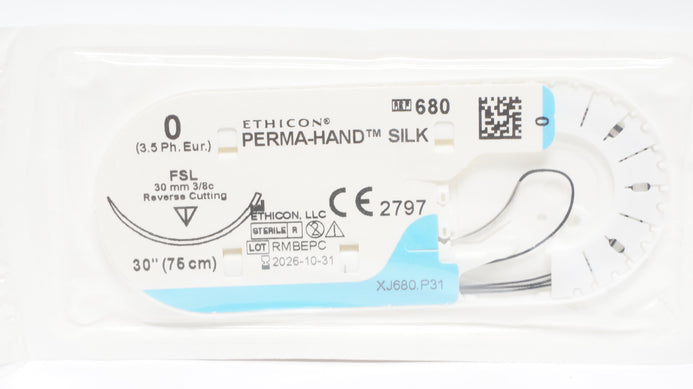 0
(3.5 Ph. Eur.)
ETHICON®
PERMA-HAND™ SILK
REF 680
0
FSL
30 mm 3/8c
Reverse Cutting
ETHICON, LLC
STERILE R
LOT RMBEPC
2026-10-31
CE 2797
30" (75 cm)
XJ680.P31